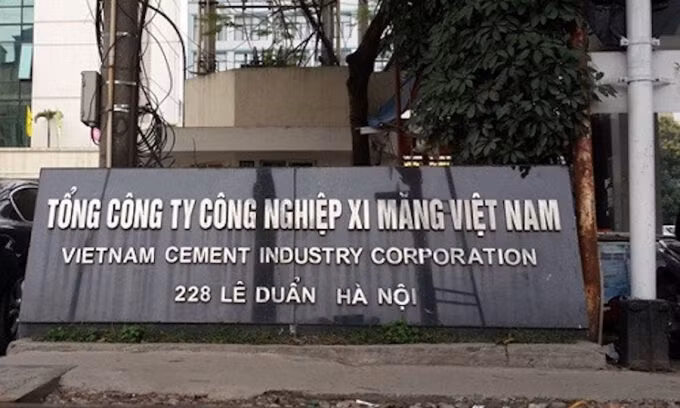 TỔNG CÔNG TY CÔNG NGHIỆP XI MĂNG VIỆT NAM
VIETNAM CEMENT INDUSTRY CORPORATION
228 LÊ DUẨN HÀ NỘI